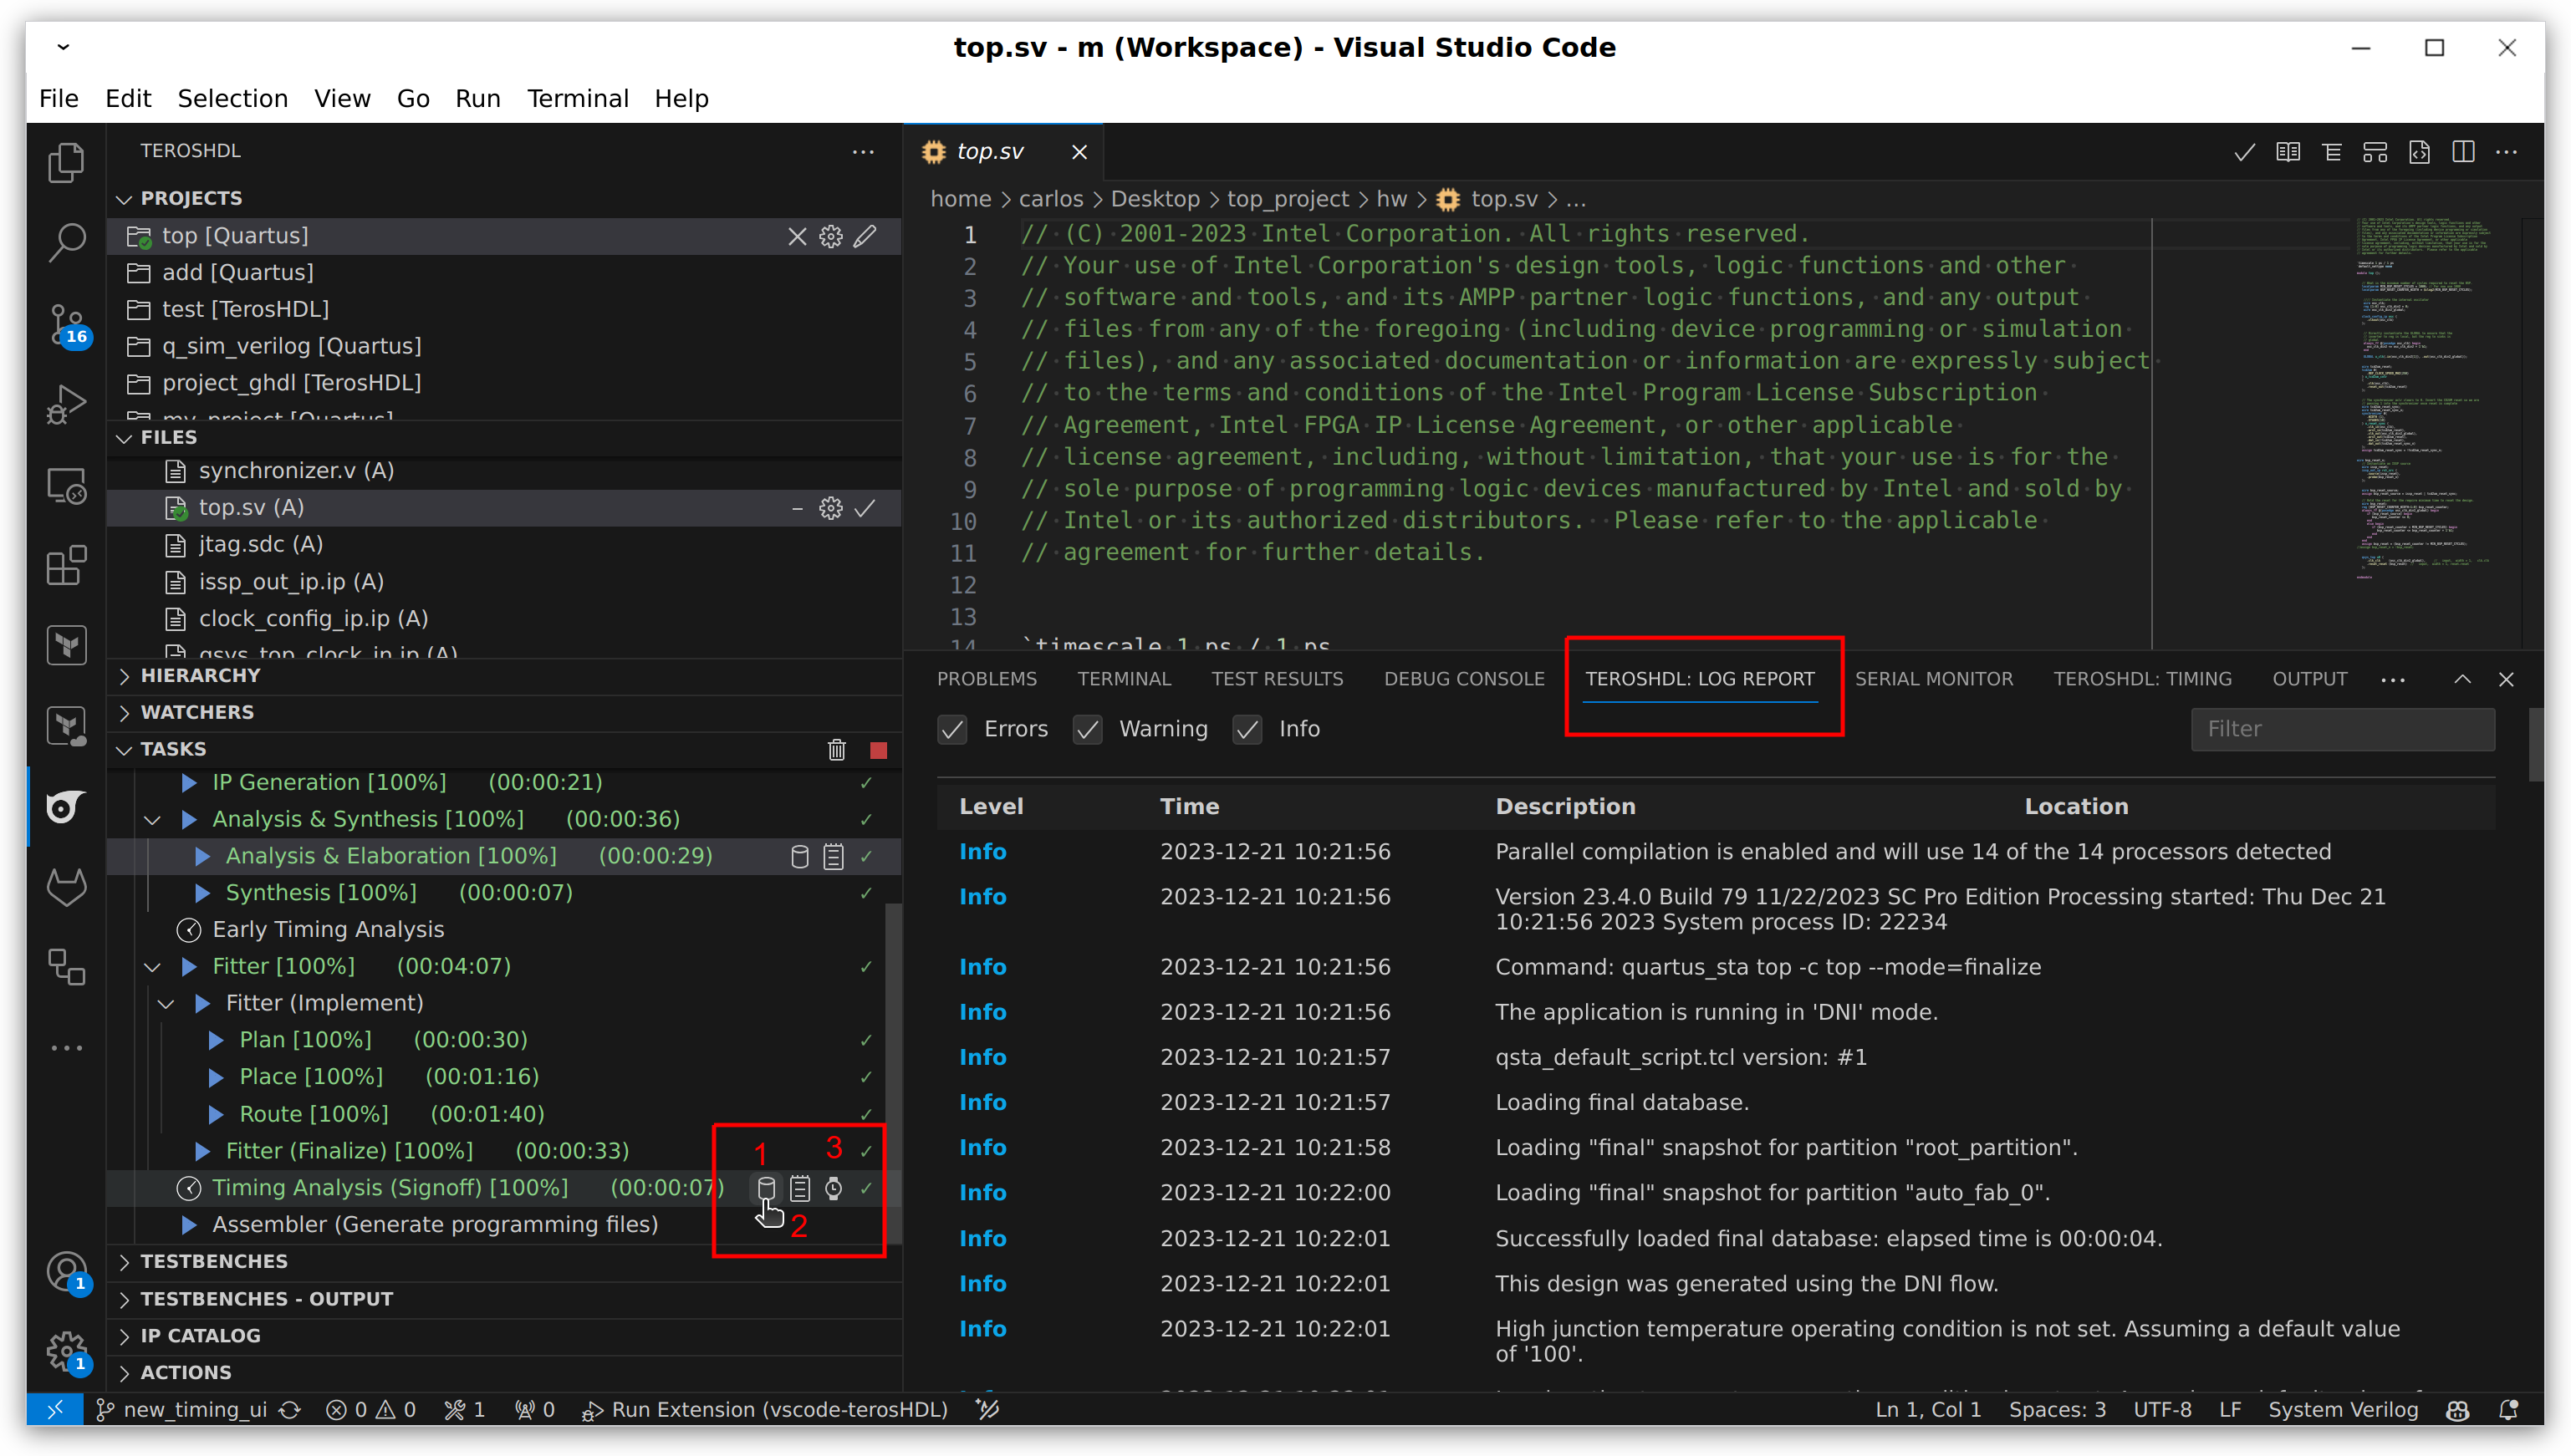 top.sv - m (Workspace) - Visual Studio Code
File Edit Selection View Go Run Terminal Help
TEROSHDL
PROJECTS
top [Quartus]
add [Quartus]
test [TerosHDL]
q_sim_verilog [Quartus]
project_ghdl [TerosHDL]
my_project [Quartus]
FILES
synchronizer.v (A)
top.sv (A)
jtag.sdc (A)
issp_out_ip.ip (A)
clock_config_ip.ip (A)
qsys_top_clock_in.ip (A)
HIERARCHY
WATCHERS
TASKS
IP Generation [100%] (00:00:21)
Analysis & Synthesis [100%] (00:00:36)
Analysis & Elaboration [100%] (00:00:29)
Synthesis [100%] (00:00:07)
Early Timing Analysis
Fitter [100%] (00:04:07)
Fitter (Implement)
Plan [100%] (00:00:30)
Place [100%] (00:01:16)
Route [100%] (00:01:40)
Fitter (Finalize) [100%] (00:00:33)
1 3
Timing Analysis (Signoff) [100%] (00:00:07)
2
Assembler (Generate programming files)
TESTBENCHES
TESTBENCHES - OUTPUT
IP CATALOG
ACTIONS
16
1
1
top.sv
home > carlos > Desktop > top_project > hw > top.sv > ...
1 // (C) 2001-2023 Intel Corporation. All rights reserved.
2 // Your use of Intel Corporation's design tools, logic functions and other
3 // software and tools, and its AMPP partner logic functions, and any output
4 // files from any of the foregoing (including device programming or simulation
5 // files), and any associated documentation or information are expressly subject
6 // to the terms and conditions of the Intel Program License Subscription
7 // Agreement, Intel FPGA IP License Agreement, or other applicable
8 // license agreement, including, without limitation, that your use is for the
9 // sole purpose of programming logic devices manufactured by Intel and sold by
10 // Intel or its authorized distributors.  Please refer to the applicable
11 // agreement for further details.
12
13
14 `timescale 1 ps / 1 ps
PROBLEMS TERMINAL TEST RESULTS DEBUG CONSOLE TEROSHDL: LOG REPORT SERIAL MONITOR TEROSHDL: TIMING OUTPUT
Errors Warning Info Filter
Level Time Description Location
Info 2023-12-21 10:21:56 Parallel compilation is enabled and will use 14 of the 14 processors detected
Info 2023-12-21 10:21:56 Version 23.4.0 Build 79 11/22/2023 SC Pro Edition Processing started: Thu Dec 21
10:21:56 2023 System process ID: 22234
Info 2023-12-21 10:21:56 Command: quartus_sta top -c top --mode=finalize
Info 2023-12-21 10:21:56 The application is running in 'DNI' mode.
Info 2023-12-21 10:21:57 qsta_default_script.tcl version: #1
Info 2023-12-21 10:21:57 Loading final database.
Info 2023-12-21 10:21:58 Loading "final" snapshot for partition "root_partition".
Info 2023-12-21 10:22:00 Loading "final" snapshot for partition "auto_fab_0".
Info 2023-12-21 10:22:01 Successfully loaded final database: elapsed time is 00:00:04.
Info 2023-12-21 10:22:01 This design was generated using the DNI flow.
Info 2023-12-21 10:22:01 High junction temperature operating condition is not set. Assuming a default value
of '100'.
new_timing_ui 0 0 1 0 Run Extension (vscode-terosHDL) Ln 1, Col 1 Spaces: 3 UTF-8 LF System Verilog